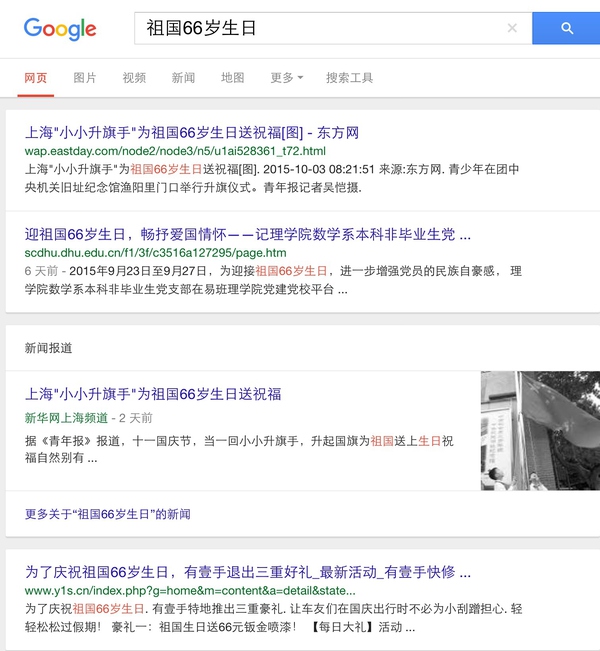 Google
祖国66岁生日
网页 图片 视频 新闻 地图 更多 搜索工具
上海"小小升旗手"为祖国66岁生日送祝福[图] - 东方网
wap.eastday.com/node2/node3/n5/u1ai528361_t72.html
上海"小小升旗手"为祖国66岁生日送祝福[图]. 2015-10-03 08:21:51 来源:东方网. 青少年在团中
央机关旧址纪念馆渔阳里门口举行升旗仪式。青年报记者吴恺摄.
迎祖国66岁生日，畅抒爱国情怀——记理学院数学系本科非毕业生党 ...
scdhu.dhu.edu.cn/f1/3f/c3516a127295/page.htm
6 天前 - 2015年9月23日至9月27日，为迎接祖国66岁生日，进一步增强党员的民族自豪感， 理
学院数学系本科非毕业生党支部在易班理学院党建党校平台 ...
新闻报道
上海"小小升旗手"为祖国66岁生日送祝福
新华网上海频道 - 2 天前
据《青年报》报道，十一国庆节，当一回小小升旗手，升起国旗为祖国送上生日祝
福自然别有 ...
更多关于“祖国66岁生日”的新闻
为了庆祝祖国66岁生日，有壹手退出三重好礼_最新活动_有壹手快修 ...
www.y1s.cn/index.php?g=home&m=content&a=detail&state...
为了庆祝祖国66岁生日. 有壹手特地推出三重豪礼. 让车友们在国庆出行时不必为小刮蹭担心. 轻
轻松松过假期！ 豪礼一：祖国生日送66元钣金喷漆！ 【每日大礼】活动 ...